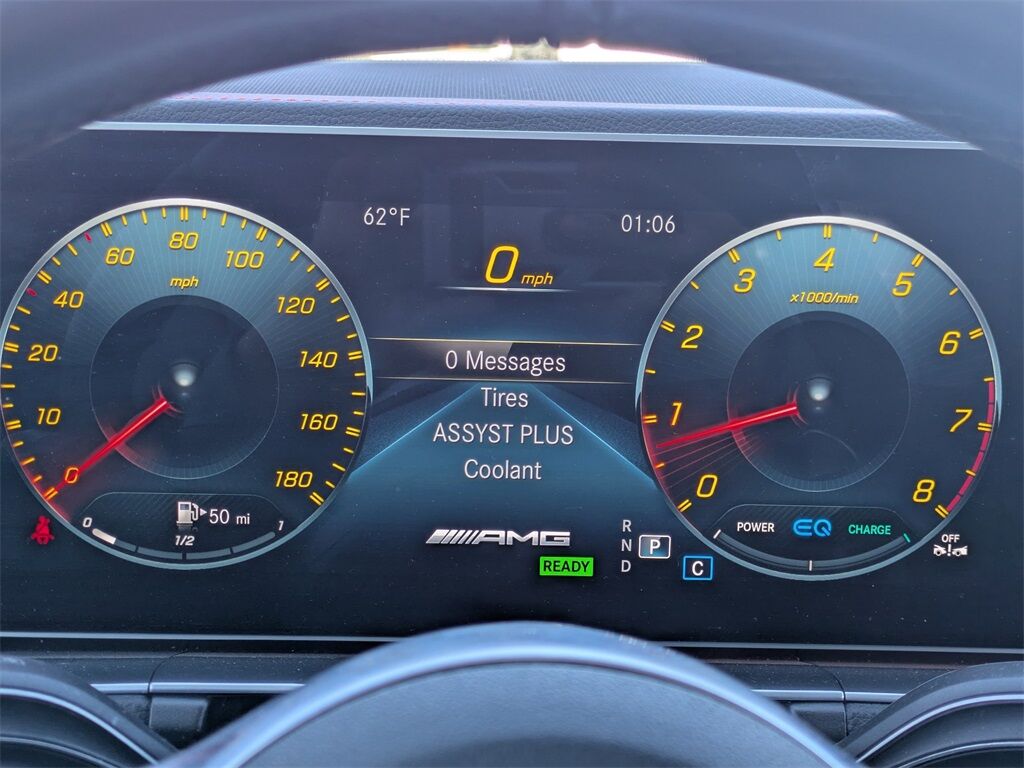 62°F
01:06
0 mph
0 Messages
Tires
ASSYST PLUS
Coolant
AMG
READY
R
N
D
P
C
0
10
20
40
60
80
100
120
140
160
180
mph
50 mi
0
1/2
1
0
1
2
3
4
5
6
7
8
x1000/min
POWER
EQ
CHARGE
OFF